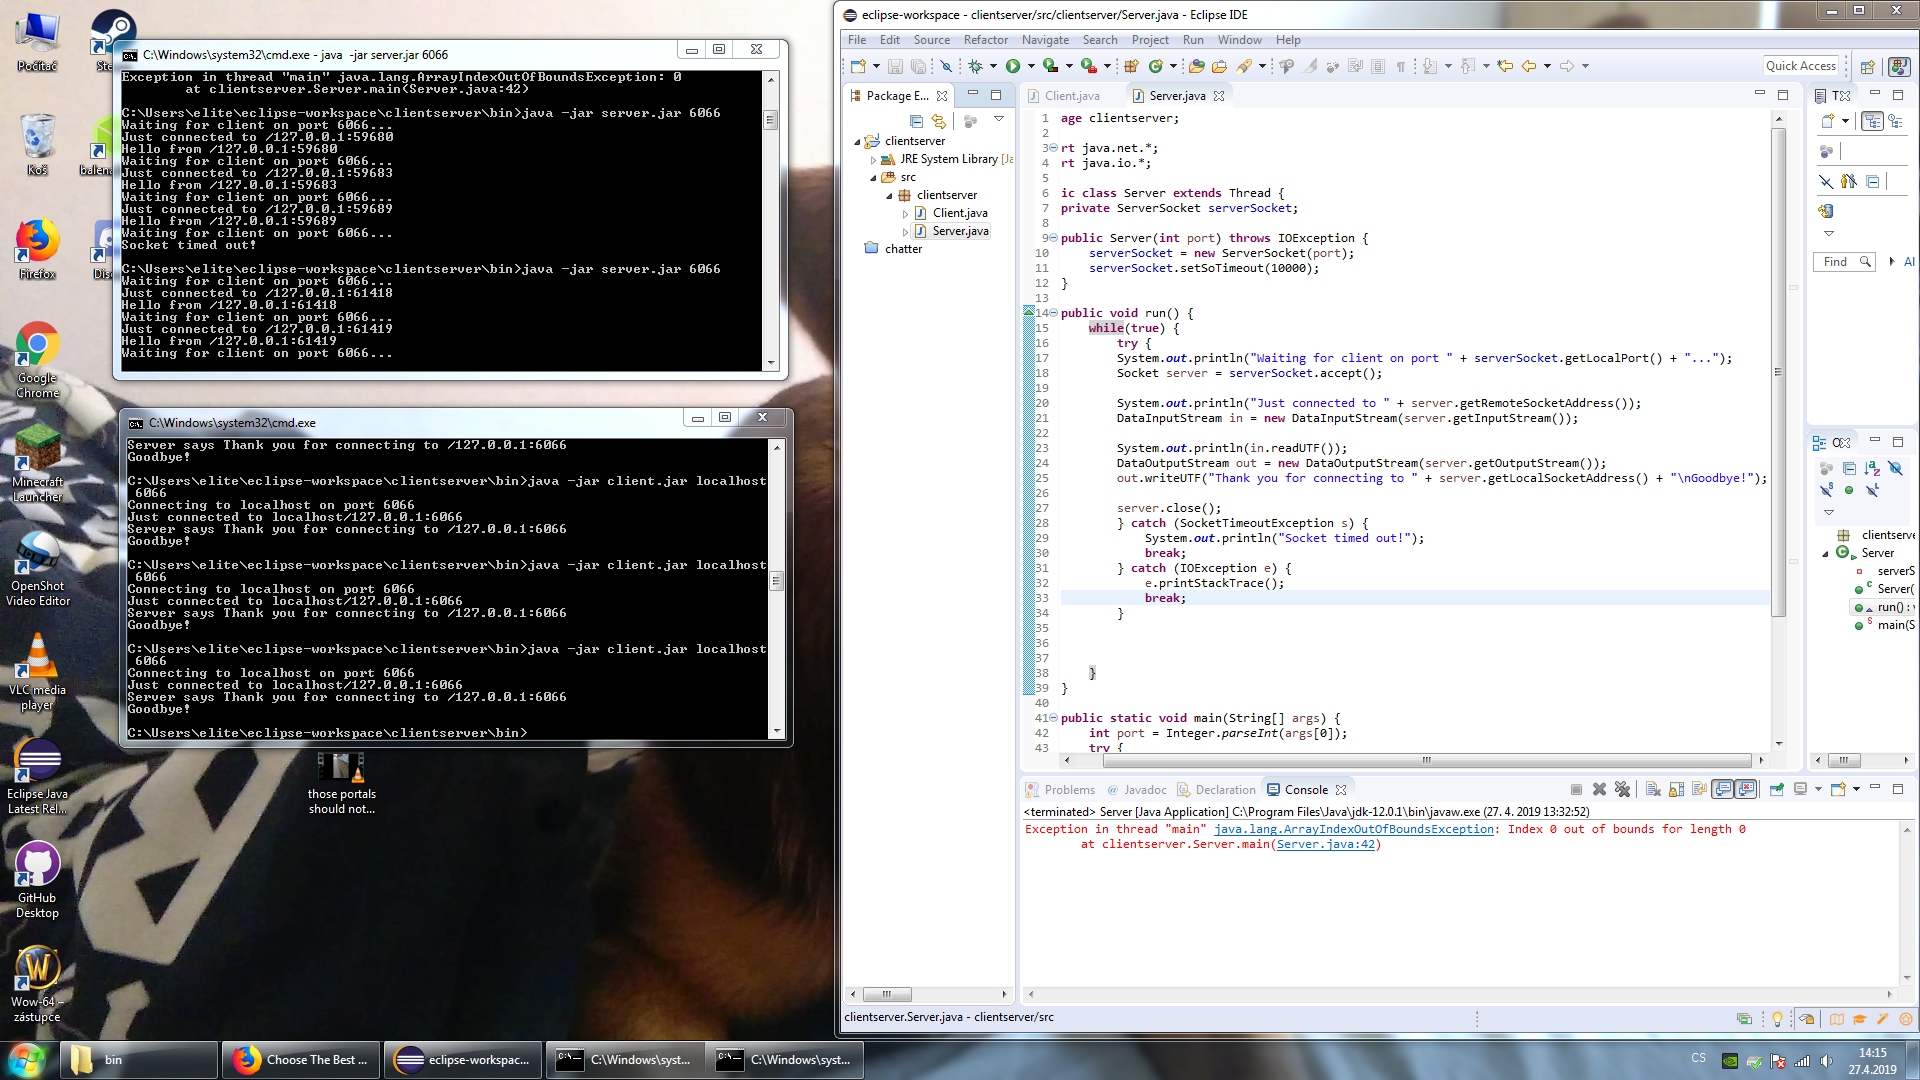 Počítač
Koš
Firefox
Google Chrome
Minecraft Launcher
OpenShot Video Editor
VLC media player
Eclipse Java Latest Rel...
GitHub Desktop
Wow-64 – zástupce
those portals should not...
C:\Windows\system32\cmd.exe - java -jar server.jar 6066
Exception in thread "main" java.lang.ArrayIndexOutOfBoundsException: 0
at clientserver.Server.main(Server.java:42)
C:\Users\elite\eclipse-workspace\clientserver\bin>java -jar server.jar 6066
Waiting for client on port 6066...
Just connected to /127.0.0.1:59680
Hello from /127.0.0.1:59680
Waiting for client on port 6066...
Just connected to /127.0.0.1:59683
Hello from /127.0.0.1:59683
Waiting for client on port 6066...
Just connected to /127.0.0.1:59689
Hello from /127.0.0.1:59689
Waiting for client on port 6066...
Socket timed out!
C:\Users\elite\eclipse-workspace\clientserver\bin>java -jar server.jar 6066
Waiting for client on port 6066...
Just connected to /127.0.0.1:61418
Hello from /127.0.0.1:61418
Waiting for client on port 6066...
Just connected to /127.0.0.1:61419
Hello from /127.0.0.1:61419
Waiting for client on port 6066...
C:\Windows\system32\cmd.exe
Server says Thank you for connecting to /127.0.0.1:6066
Goodbye!
C:\Users\elite\eclipse-workspace\clientserver\bin>java -jar client.jar localhost
6066
Connecting to localhost on port 6066
Just connected to localhost/127.0.0.1:6066
Server says Thank you for connecting to /127.0.0.1:6066
Goodbye!
C:\Users\elite\eclipse-workspace\clientserver\bin>java -jar client.jar localhost
6066
Connecting to localhost on port 6066
Just connected to localhost/127.0.0.1:6066
Server says Thank you for connecting to /127.0.0.1:6066
Goodbye!
C:\Users\elite\eclipse-workspace\clientserver\bin>java -jar client.jar localhost
6066
Connecting to localhost on port 6066
Just connected to localhost/127.0.0.1:6066
Server says Thank you for connecting to /127.0.0.1:6066
Goodbye!
C:\Users\elite\eclipse-workspace\clientserver\bin>
eclipse-workspace - clientserver/src/clientserver/Server.java - Eclipse IDE
File Edit Source Refactor Navigate Search Project Run Window Help
Quick Access
Package E...
clientserver
JRE System Library [Ja
src
clientserver
Client.java
Server.java
chatter
Client.java Server.java
1 age clientserver;
2
3 rt java.net.*;
4 rt java.io.*;
5
6 ic class Server extends Thread {
7 private ServerSocket serverSocket;
8
9 public Server(int port) throws IOException {
10 serverSocket = new ServerSocket(port);
11 serverSocket.setSoTimeout(10000);
12 }
13
14 public void run() {
15 while(true) {
16 try {
17 System.out.println("Waiting for client on port " + serverSocket.getLocalPort() + "...");
18 Socket server = serverSocket.accept();
19
20 System.out.println("Just connected to " + server.getRemoteSocketAddress());
21 DataInputStream in = new DataInputStream(server.getInputStream());
22
23 System.out.println(in.readUTF());
24 DataOutputStream out = new DataOutputStream(server.getOutputStream());
25 out.writeUTF("Thank you for connecting to " + server.getLocalSocketAddress() + "\nGoodbye!");
26
27 server.close();
28 } catch (SocketTimeoutException s) {
29 System.out.println("Socket timed out!");
30 break;
31 } catch (IOException e) {
32 e.printStackTrace();
33 break;
34 }
35
36
37
38 }
39 }
40
41 public static void main(String[] args) {
42 int port = Integer.parseInt(args[0]);
43 try {
Find
Al
clientserve
Server
serverS
Server(
run() : v
main(S
Problems @ Javadoc Declaration Console
<terminated> Server [Java Application] C:\Program Files\Java\jdk-12.0.1\bin\javaw.exe (27. 4. 2019 13:32:52)
Exception in thread "main" java.lang.ArrayIndexOutOfBoundsException: Index 0 out of bounds for length 0
at clientserver.Server.main(Server.java:42)
clientserver.Server.java - clientserver/src
bin
Choose The Best ...
eclipse-workspac...
C:\Windows\syst...
C:\Windows\syst...
CS
14:15
27.4.2019